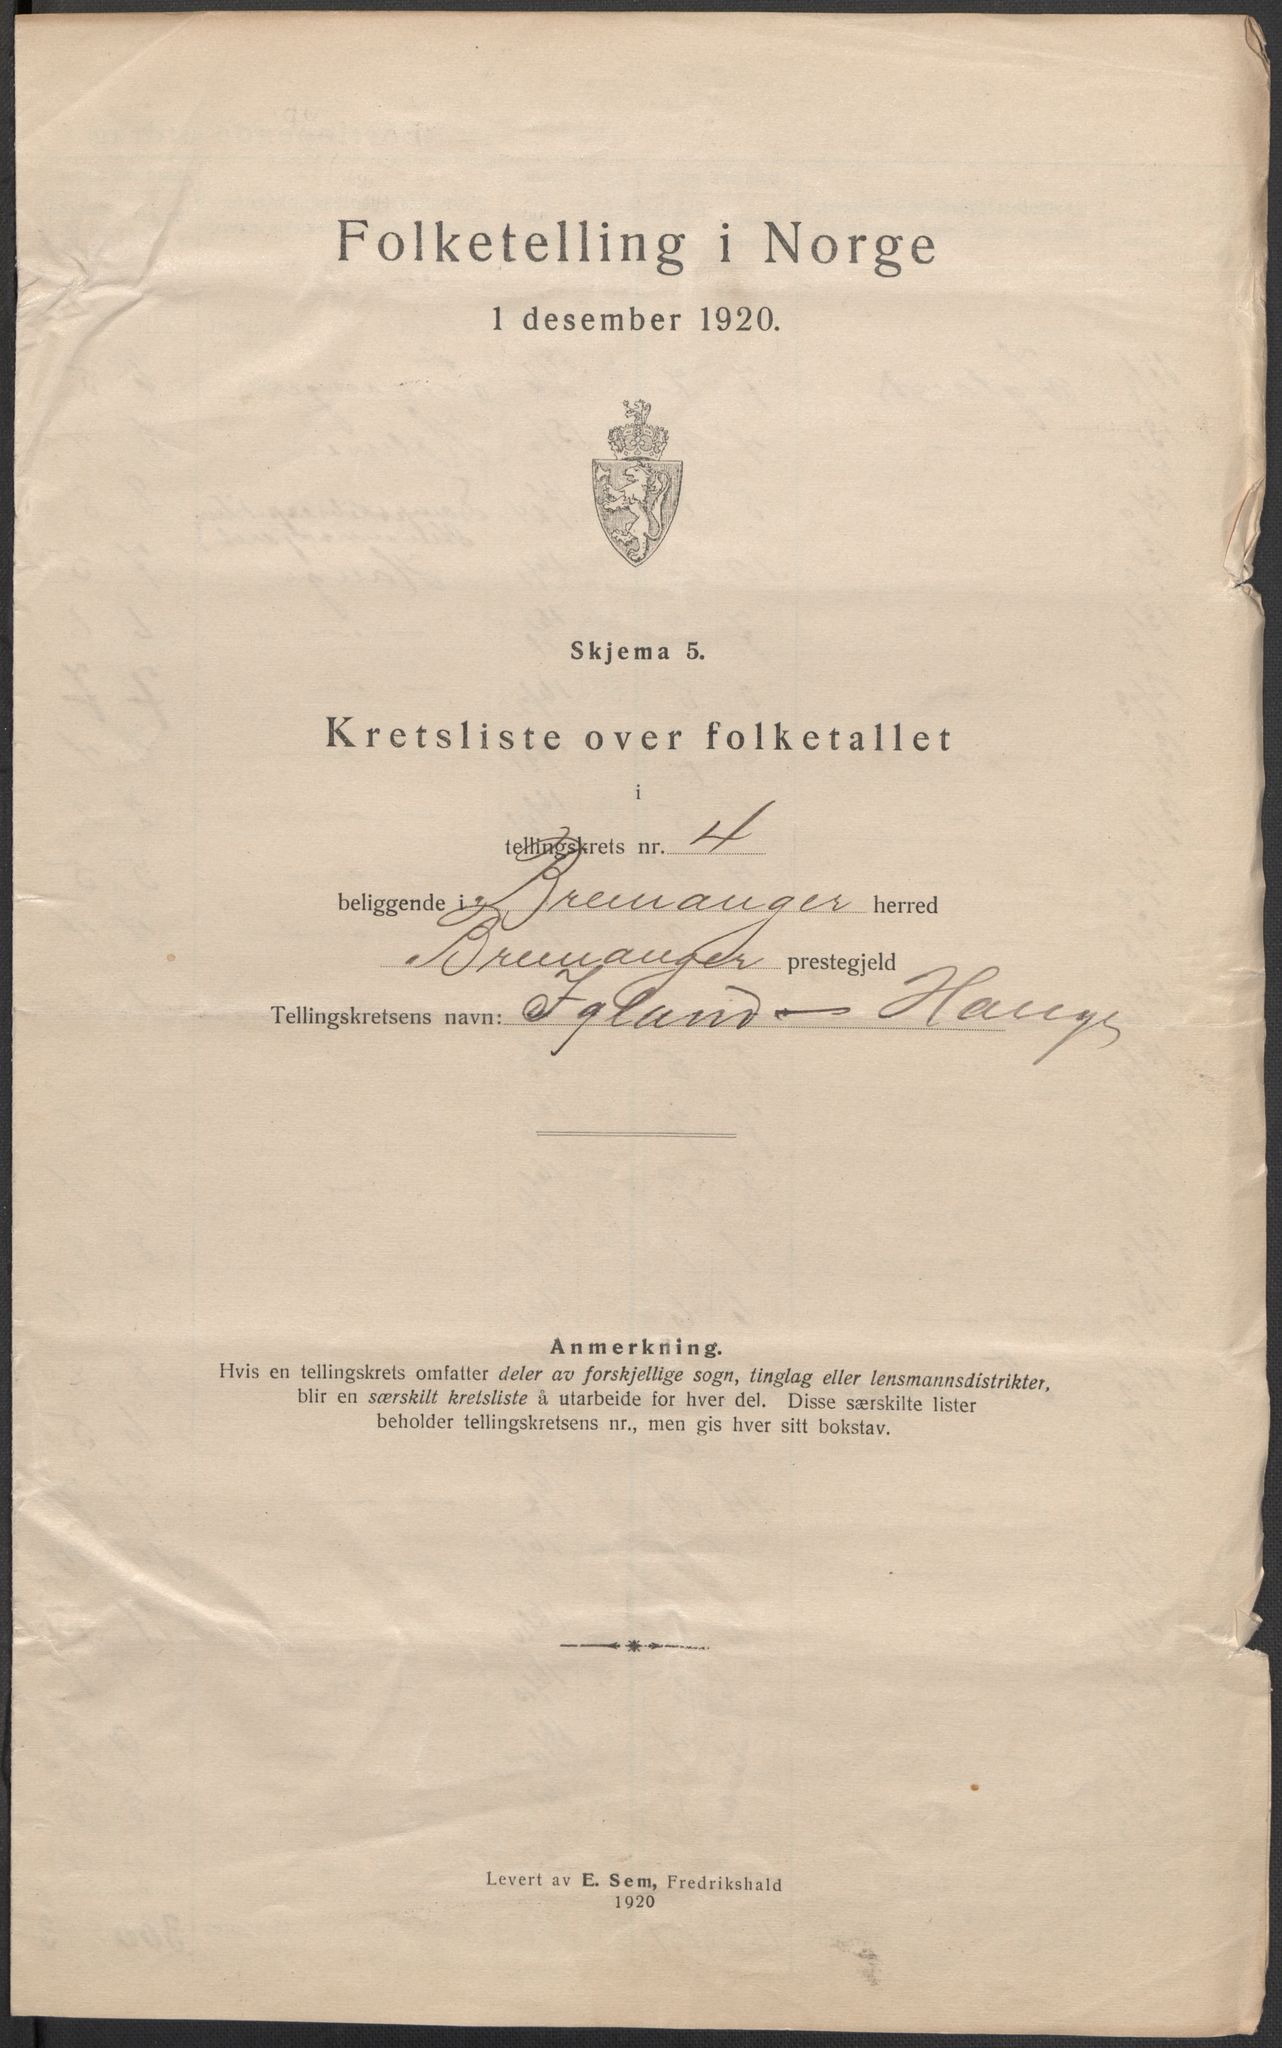 Folketelling i Norge
1 desember 1920.
Skjema 5.
Kretsliste over folketallet
i
tellingskrets nr. 4
beliggende i Bremanger herred
Bremanger prestegjeld
Tellingskretsens navn: Igland - Hauge
Anmerkning.
Hvis en tellingskrets omfatter deler av forskjellige sogn, tinglag eller lensmannsdistrikter,
blir en særskilt kretsliste å utarbeide for hver del. Disse særskilte lister
beholder tellingskretsens nr., men gis hver sitt bokstav.
Levert av E. Sem, Fredrikshald
1920